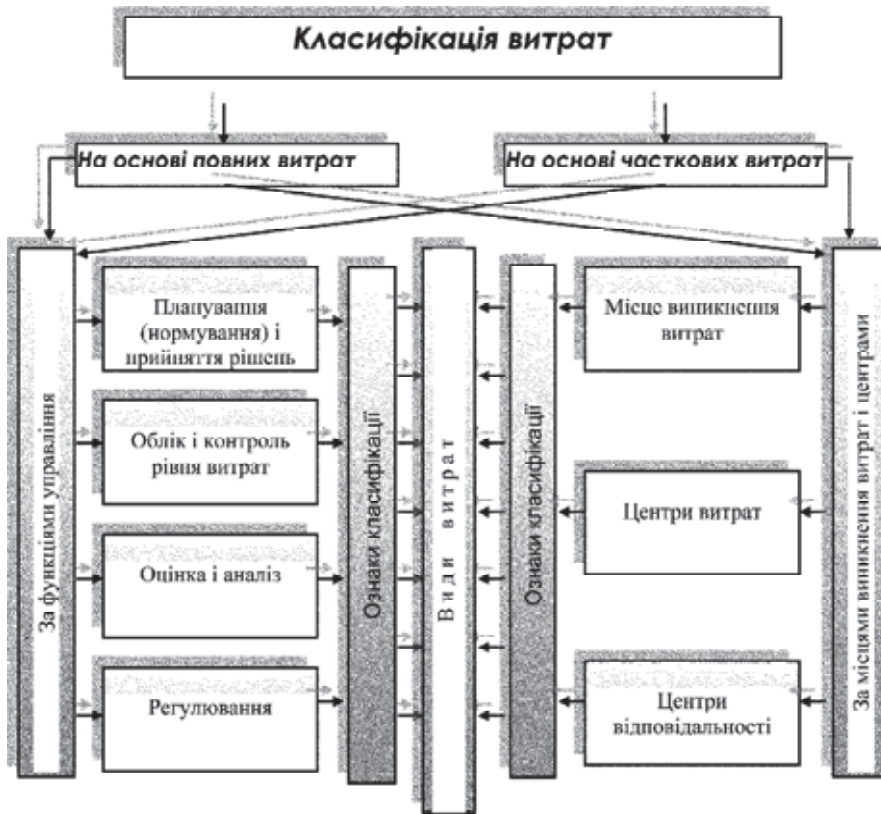 Класифікація витрат
На основі повних витрат
На основі часткових витрат
За функціями управління
Планування
(нормування) і
прийняття рішень
Облік і контроль
рівня витрат
Оцінка і аналіз
Регулювання
Ознаки класифікації
Види витрат
Ознаки класифікації
Місце виникнення
витрат
Центри витрат
Центри
відповідальності
За місцями виникнення витрат і центрами